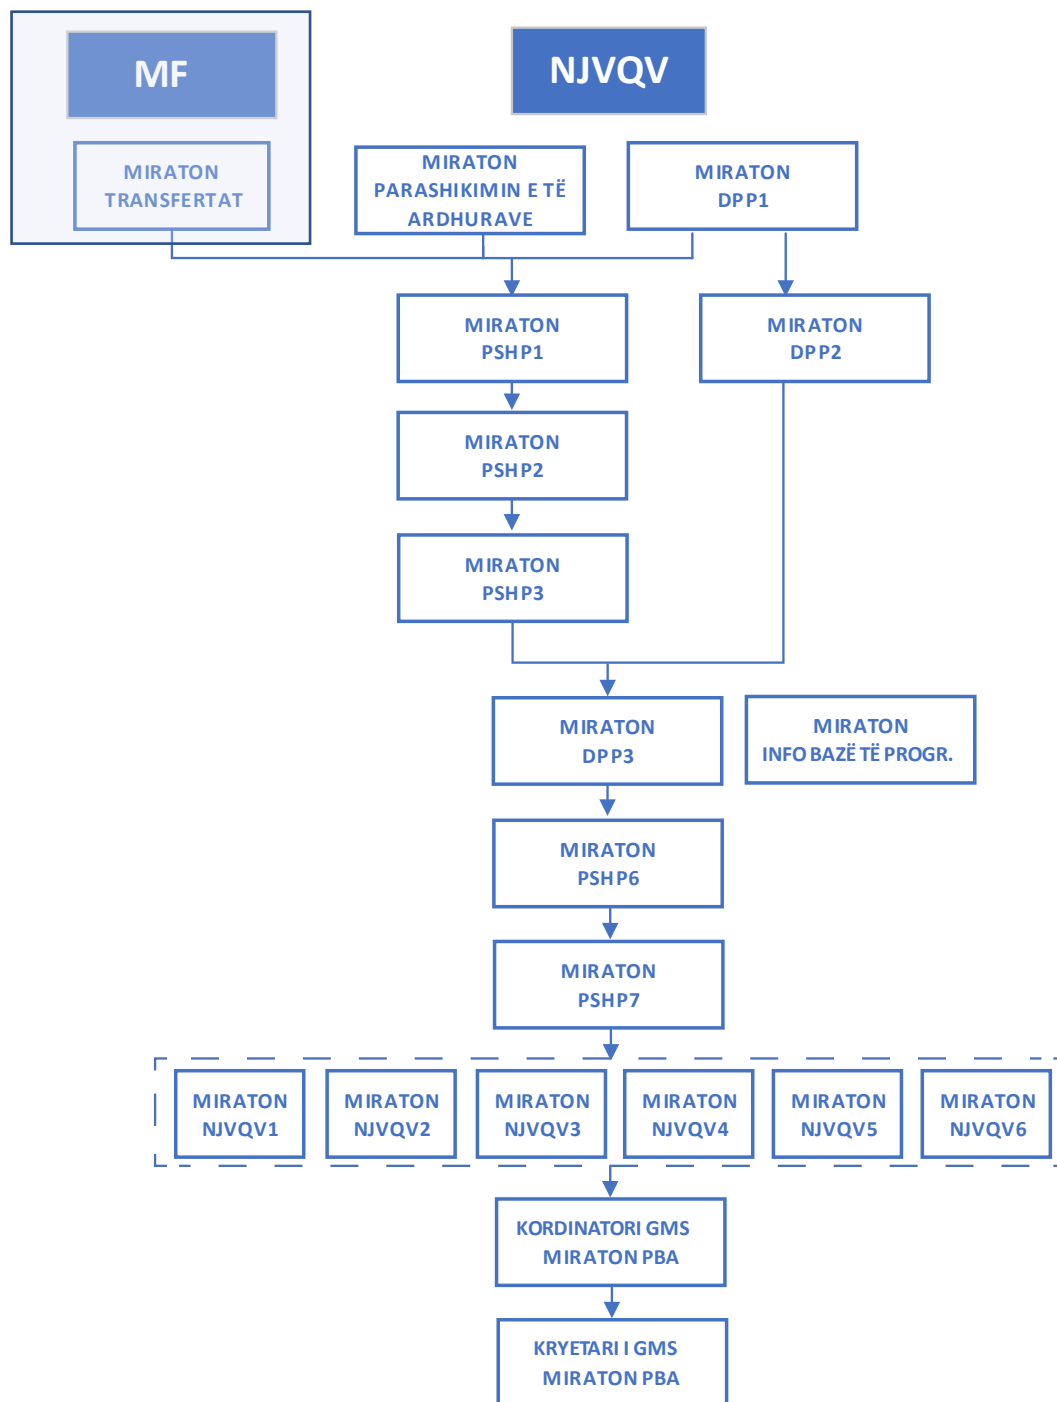 MF
NJVQV
MIRATON
TRANSFERTAT
MIRATON
PARASHIKIMIN E TË
ARDHURAVE
MIRATON
DPP1
MIRATON
PSHP1
MIRATON
DPP2
MIRATON
PSHP2
MIRATON
PSHP3
MIRATON
DPP3
MIRATON
INFO BAZË TË PROGR.
MIRATON
PSHP6
MIRATON
PSHP7
MIRATON
NJVQV1
MIRATON
NJVQV2
MIRATON
NJVQV3
MIRATON
NJVQV4
MIRATON
NJVQV5
MIRATON
NJVQV6
KORDINATORI GMS
MIRATON PBA
KRYETARI I GMS
MIRATON PBA